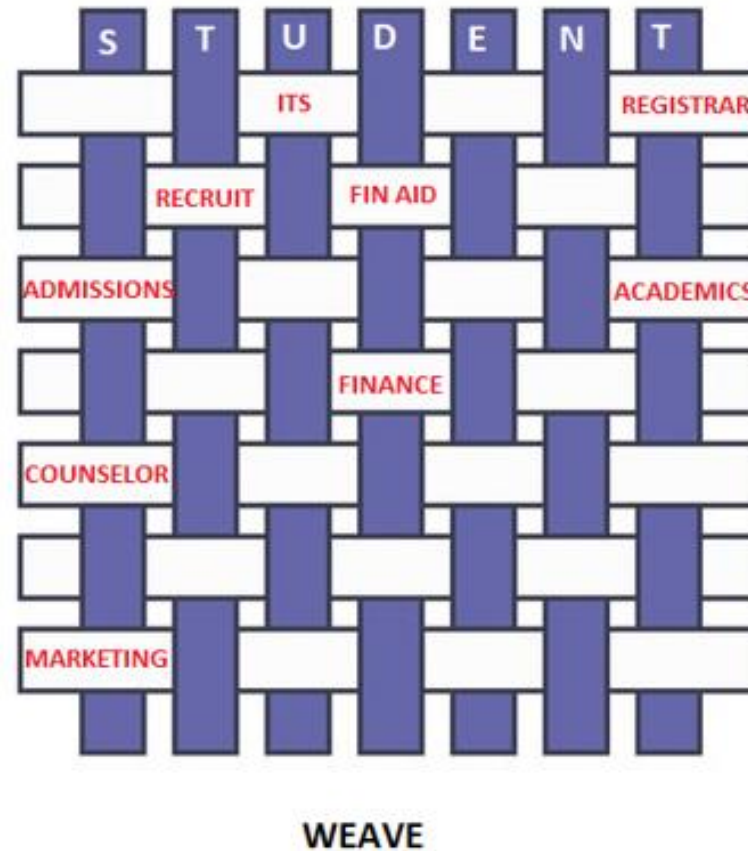 S T U D E N T
ITS REGISTRAR
RECRUIT FIN AID
ADMISSIONS ACADEMICS
FINANCE
COUNSELOR
MARKETING
WEAVE